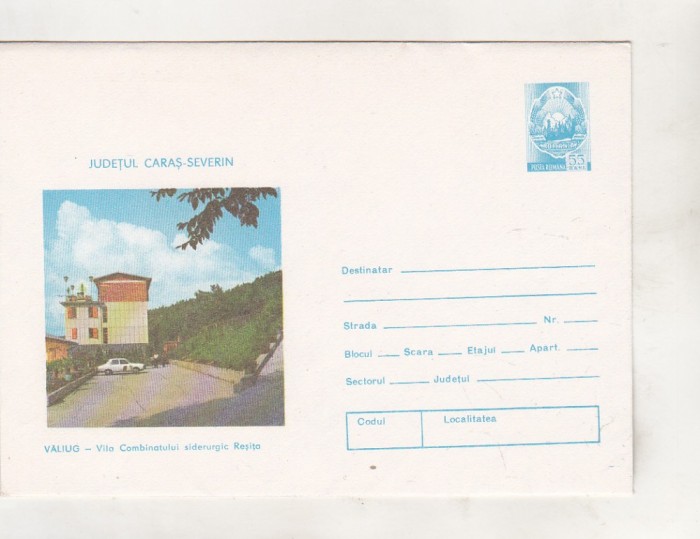 JUDEȚUL CARAȘ-SEVERIN
POSTA ROMANA
55
BANI
Destinatar
Strada Nr.
Blocul Scara Etajul Apart.
Sectorul Județul
Codul Localitatea
VĂLIUG – Vila Combinatului siderurgic Reșița